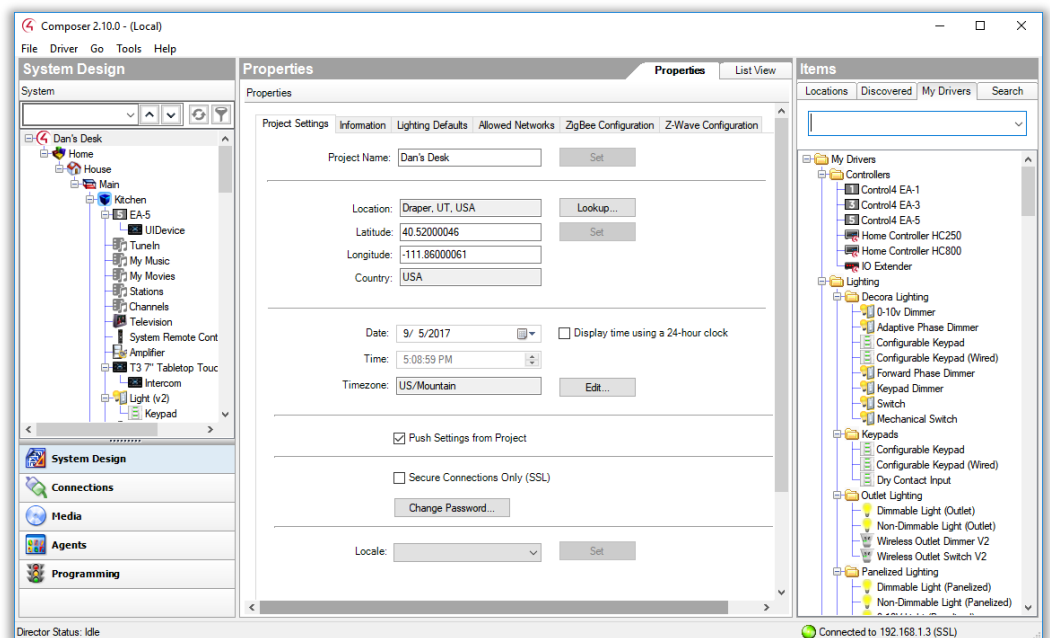 Composer 2.10.0 - (Local)
File Driver Go Tools Help
System Design
System
Dan's Desk
Home
House
Main
Kitchen
5 EA-5
UIDevice
TuneIn
My Music
My Movies
Stations
Channels
Television
System Remote Cont
Amplifier
T3 7" Tabletop Touc
Intercom
Light (v2)
Keypad
System Design
Connections
Media
Agents
Programming
Properties
Properties List View
Properties
Project Settings Information Lighting Defaults Allowed Networks ZigBee Configuration Z-Wave Configuration
Project Name: Dan's Desk Set
Location: Draper, UT, USA Lookup...
Latitude: 40.52000046 Set
Longitude: -111.86000061
Country: USA
Date: 9/ 5/2017 Display time using a 24-hour clock
Time: 5:08:59 PM
Timezone: US/Mountain Edit...
Push Settings from Project
Secure Connections Only (SSL)
Change Password...
Locale: Set
Items
Locations Discovered My Drivers Search
My Drivers
Controllers
1 Control4 EA-1
3 Control4 EA-3
5 Control4 EA-5
Home Controller HC250
Home Controller HC800
IO Extender
Lighting
Decora Lighting
0-10v Dimmer
Adaptive Phase Dimmer
Configurable Keypad
Configurable Keypad (Wired)
Forward Phase Dimmer
Keypad Dimmer
Switch
Mechanical Switch
Keypads
Configurable Keypad
Configurable Keypad (Wired)
Dry Contact Input
Outlet Lighting
Dimmable Light (Outlet)
Non-Dimmable Light (Outlet)
Wireless Outlet Dimmer V2
Wireless Outlet Switch V2
Panelized Lighting
Dimmable Light (Panelized)
Non-Dimmable Light (Panelized)
Director Status: Idle
Connected to 192.168.1.3 (SSL)